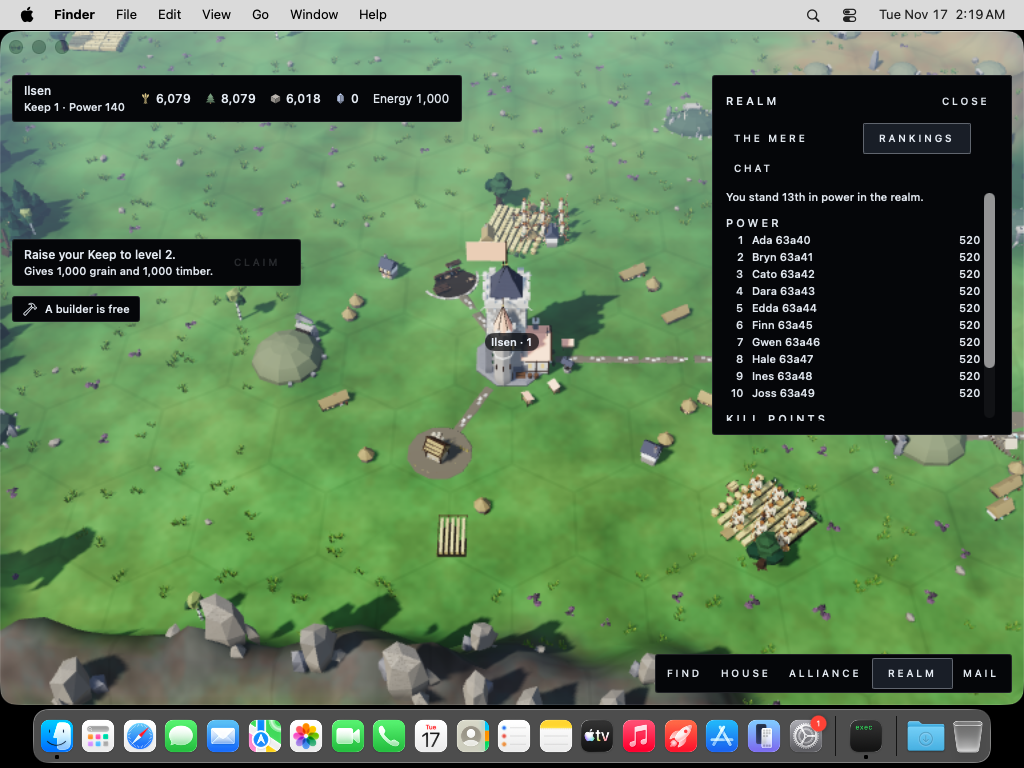 Finder File Edit View Go Window Help Tue Nov 17 2:19 AM
Ilsen
Keep 1 · Power 140
6,079 8,079 6,018 0 Energy 1,000
Raise your Keep to level 2.
Gives 1,000 grain and 1,000 timber.
CLAIM
A builder is free
Ilsen · 1
REALM CLOSE
THE MERE RANKINGS
CHAT
You stand 13th in power in the realm.
POWER
1 Ada 63a40 520
2 Bryn 63a41 520
3 Cato 63a42 520
4 Dara 63a43 520
5 Edda 63a44 520
6 Finn 63a45 520
7 Gwen 63a46 520
8 Hale 63a47 520
9 Ines 63a48 520
10 Joss 63a49 520
KILL POINTS
FIND HOUSE ALLIANCE REALM MAIL
Tue
17
tv
1
exec